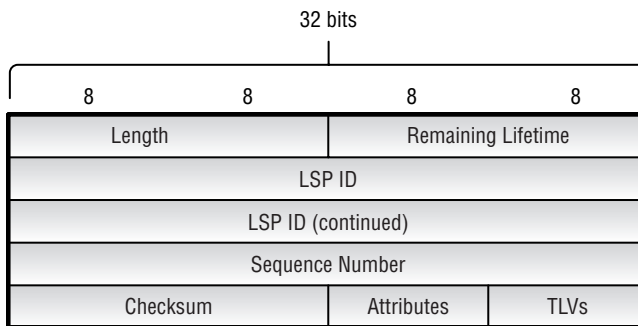 32 bits
8 8 8 8
Length Remaining Lifetime
LSP ID
LSP ID (continued)
Sequence Number
Checksum Attributes TLVs